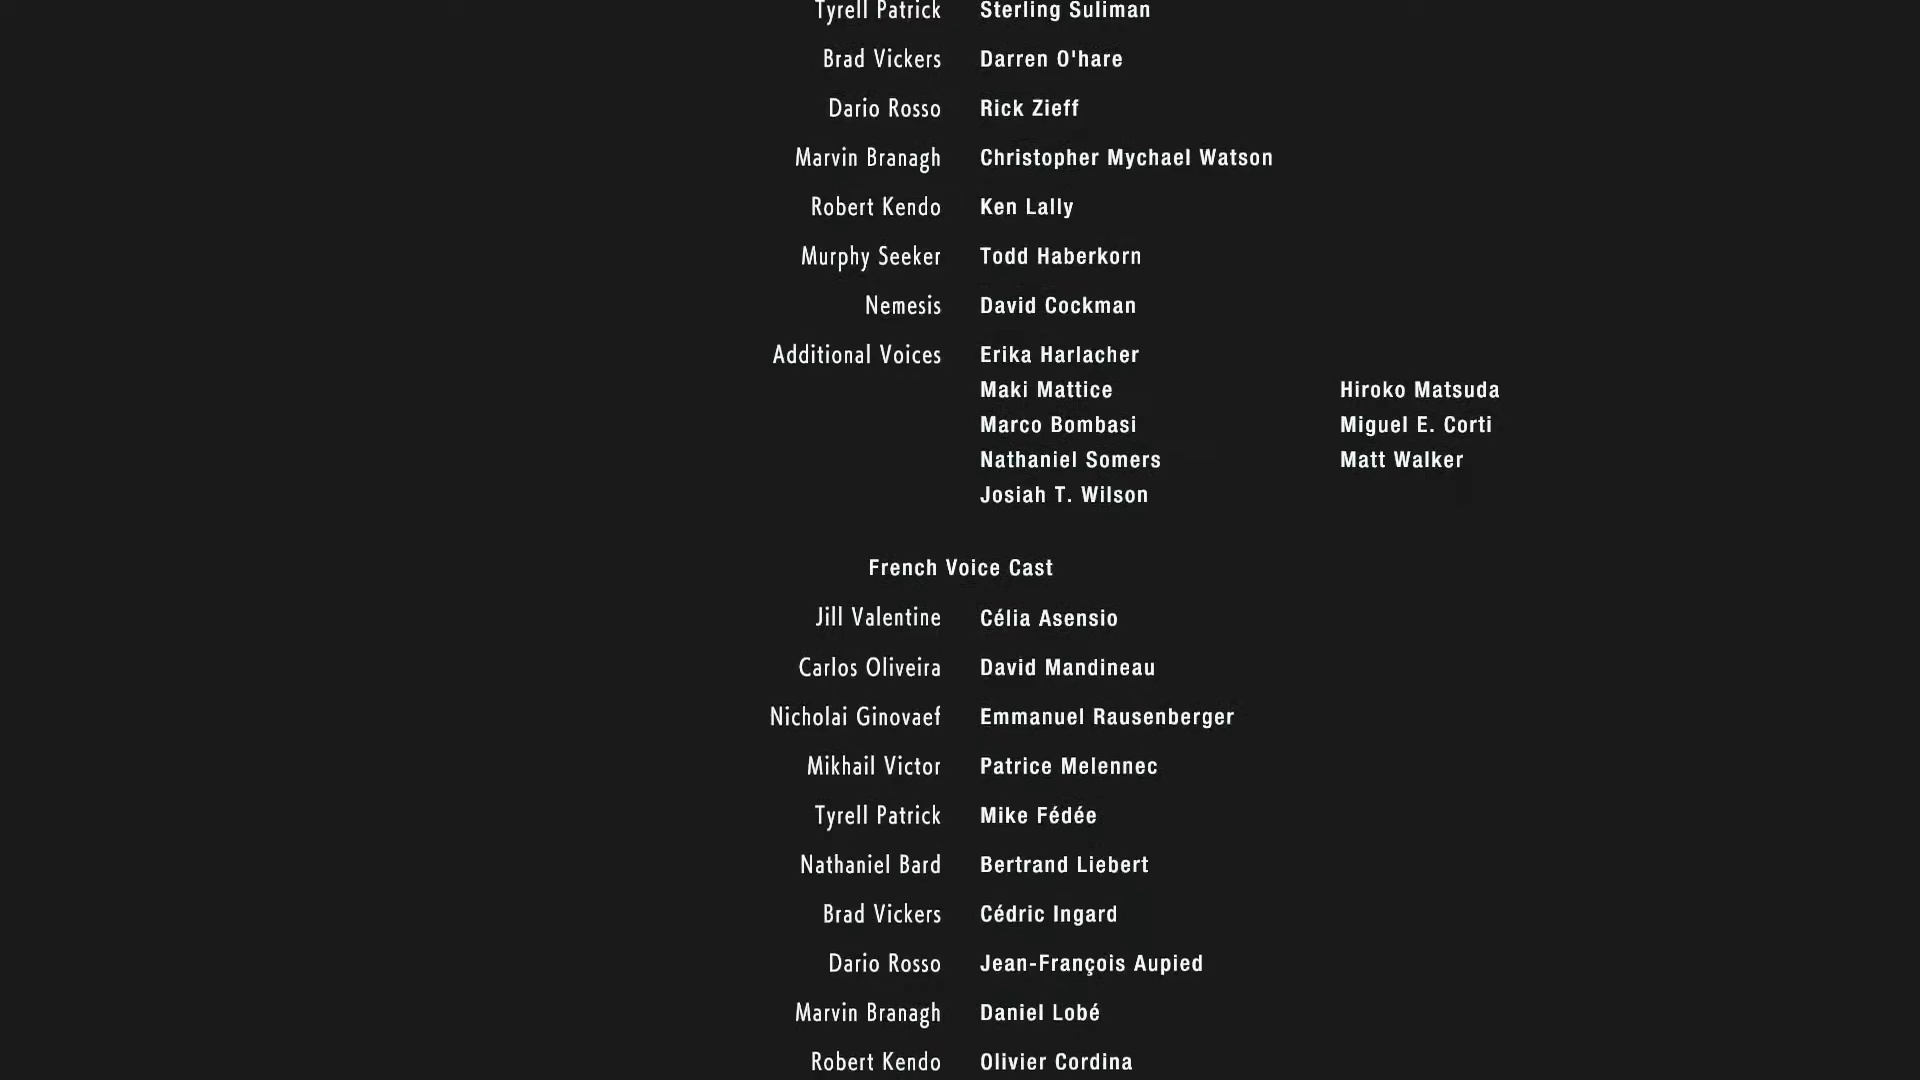 Tyrell Patrick Sterling Suliman
Brad Vickers Darren O'hare
Dario Rosso Rick Zieff
Marvin Branagh Christopher Mychael Watson
Robert Kendo Ken Lally
Murphy Seeker Todd Haberkorn
Nemesis David Cockman
Additional Voices Erika Harlacher
Maki Mattice Hiroko Matsuda
Marco Bombasi Miguel E. Corti
Nathaniel Somers Matt Walker
Josiah T. Wilson
French Voice Cast
Jill Valentine Célia Asensio
Carlos Oliveira David Mandineau
Nicholai Ginovaef Emmanuel Rausenberger
Mikhail Victor Patrice Melennec
Tyrell Patrick Mike Fédée
Nathaniel Bard Bertrand Liebert
Brad Vickers Cédric Ingard
Dario Rosso Jean-François Aupied
Marvin Branagh Daniel Lobé
Robert Kendo Olivier Cordina